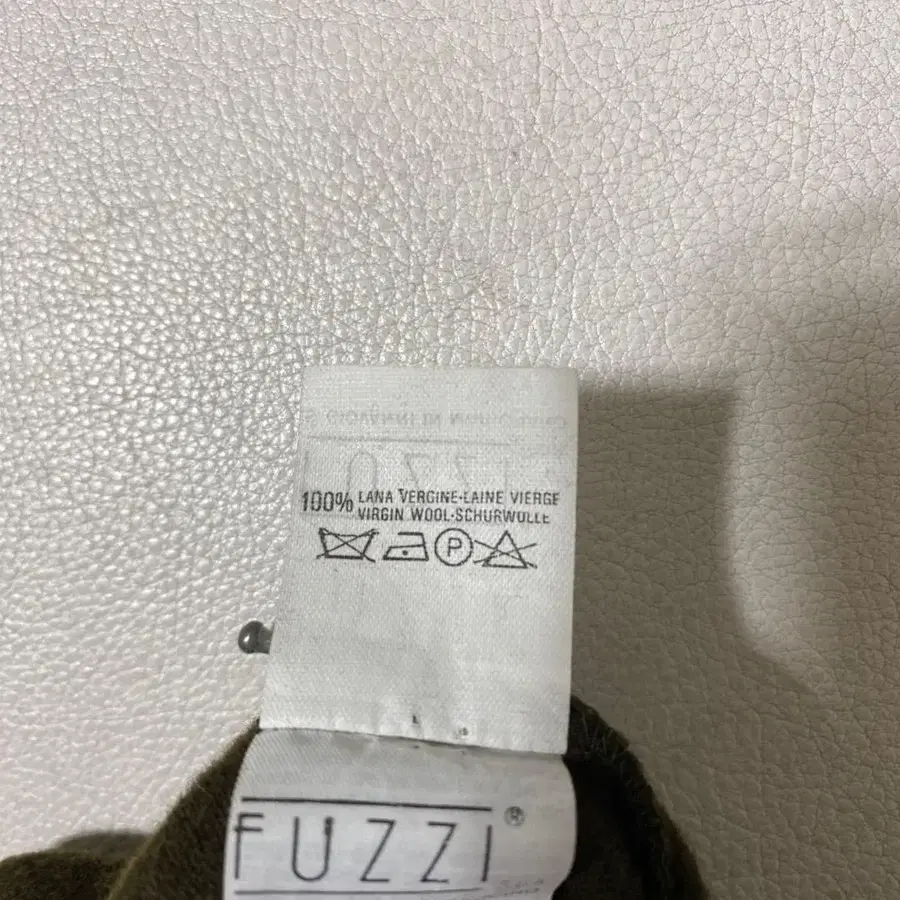 100% LANA VERGINE-LAINE VIERGE
VIRGIN WOOL-SCHURWOLLE
P
FUZZI®